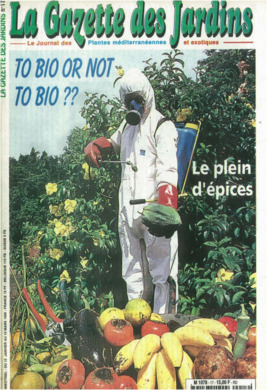 La Gazette des Jardins
Le Journal des Plantes méditerranéennes et exotiques
TO BIO OR NOT
TO BIO ??
Le plein
d'épices
LA GAZETTE DES JARDINS